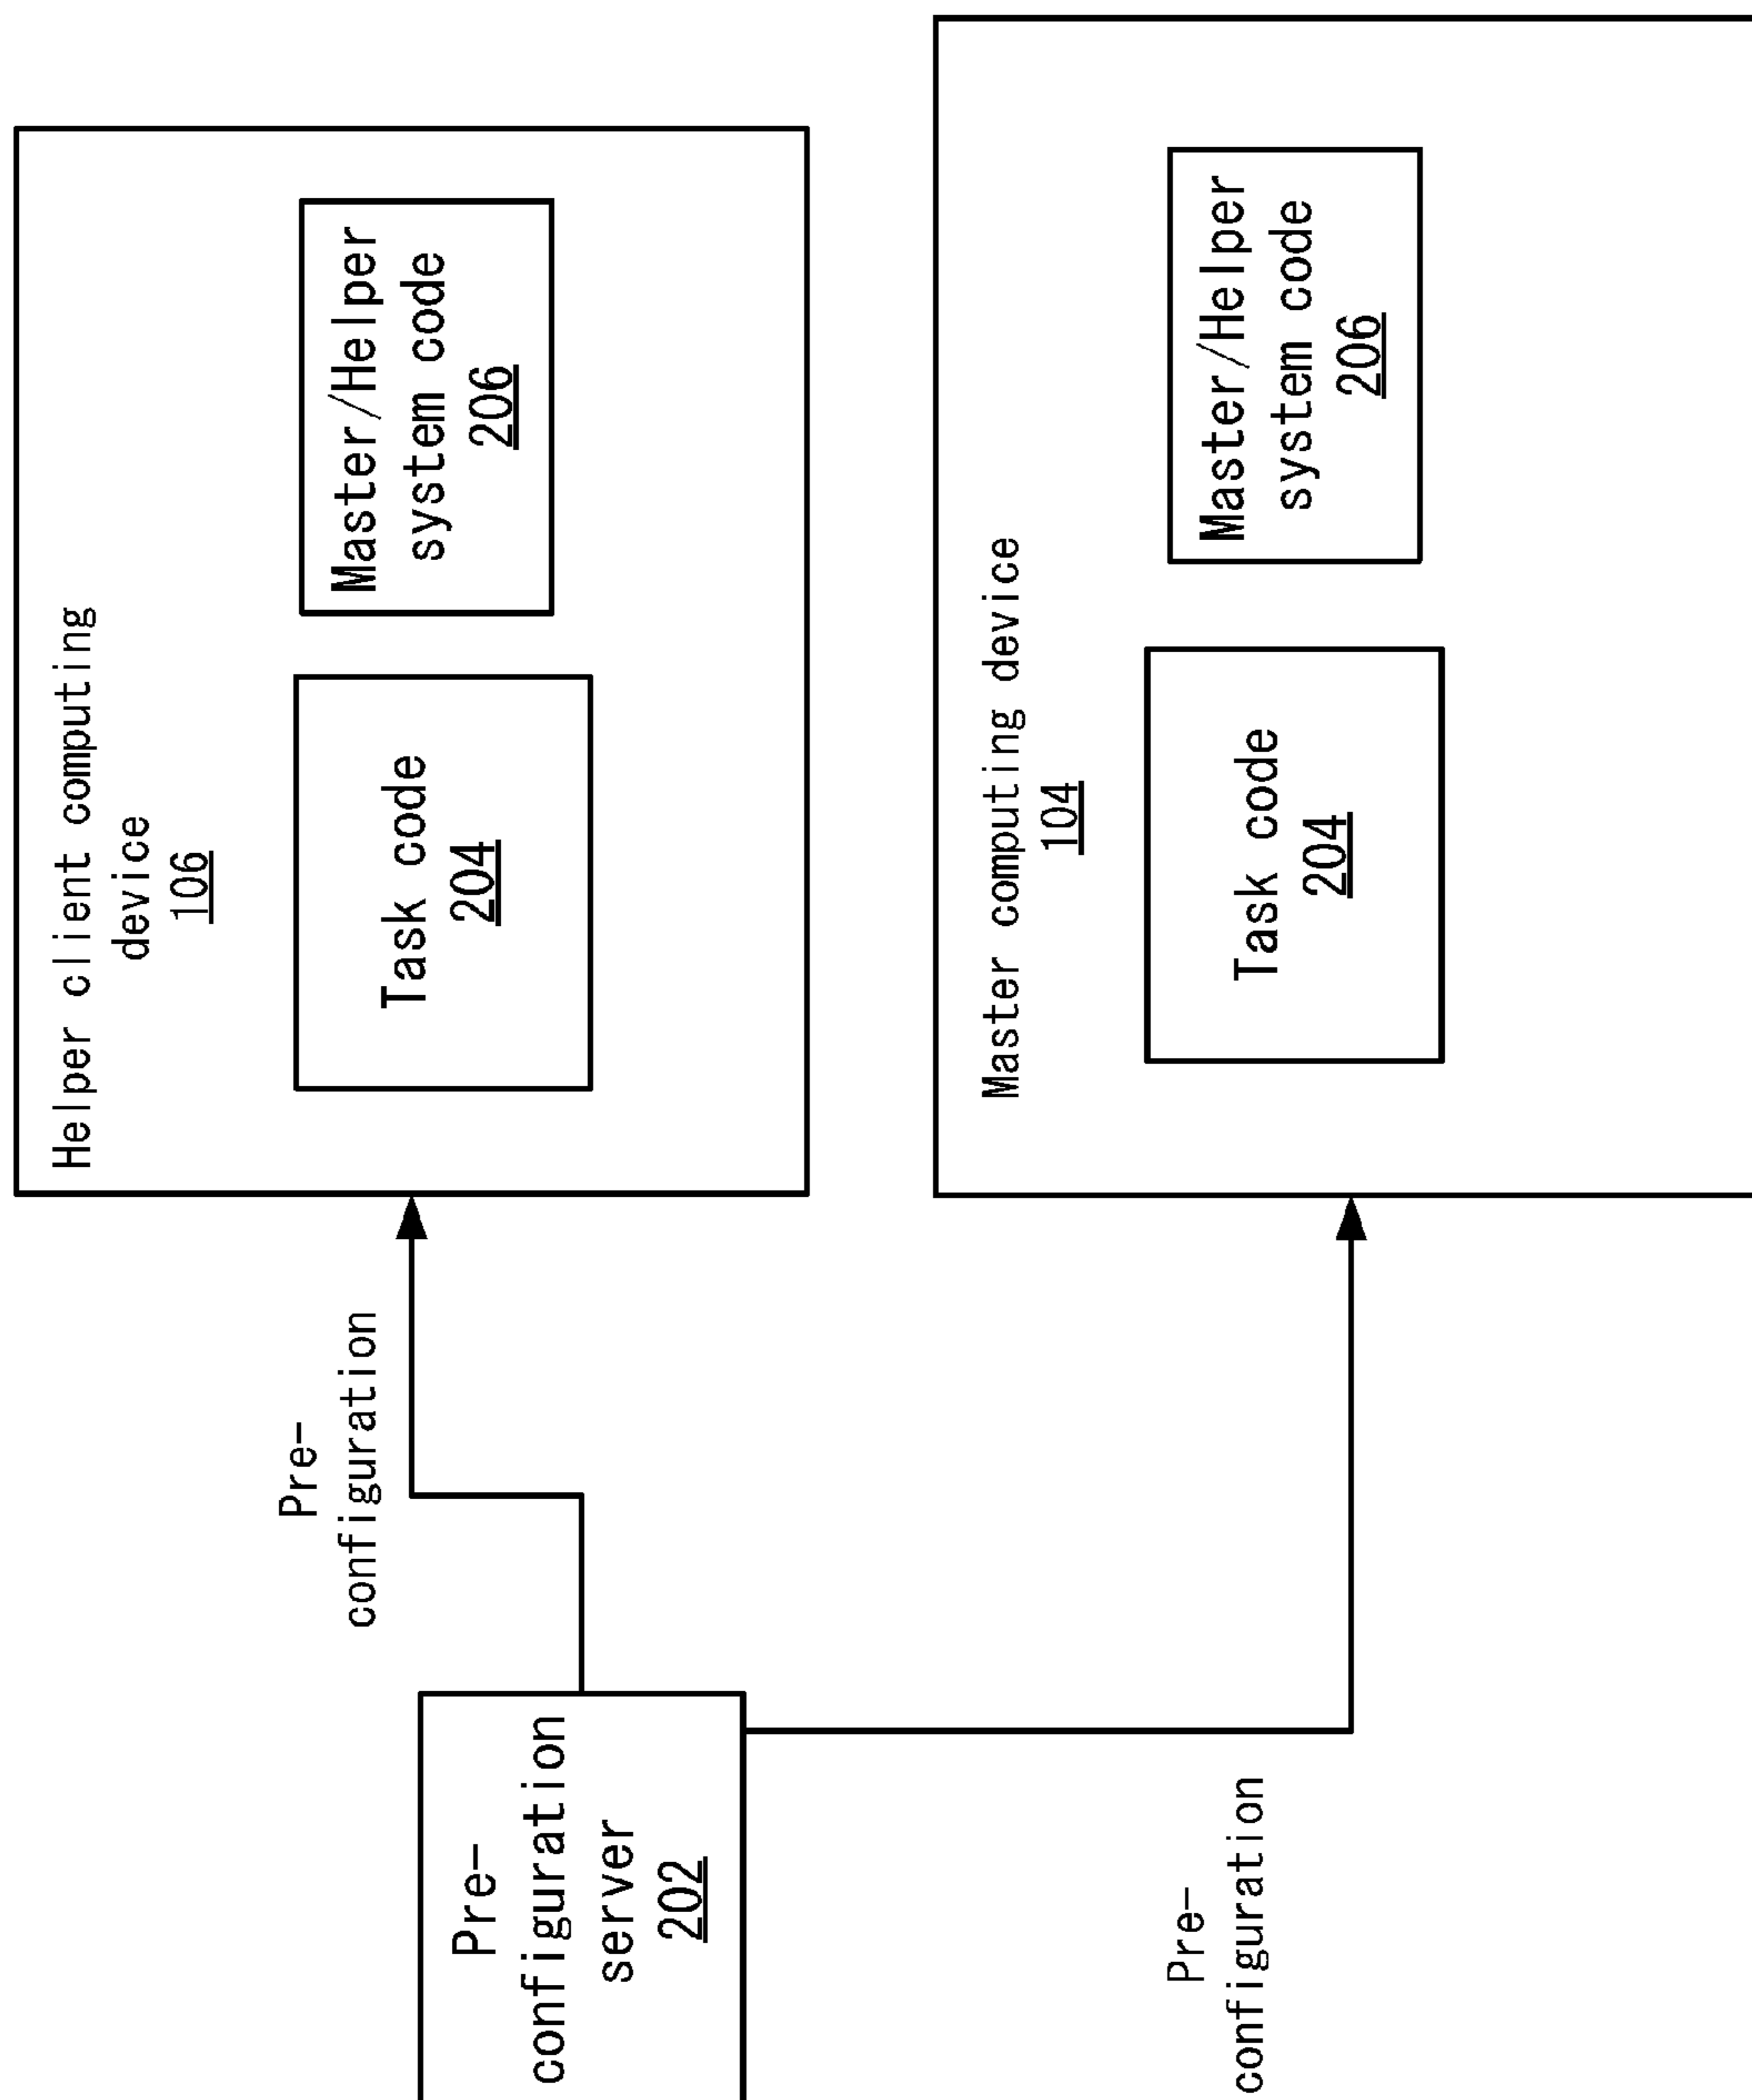 Helper client computing
device
106
Task code
204
Master/Helper
system code
206
Pre-
configuration
Pre-
configuration
server
202
Master computing device
104
Task code
204
Master/Helper
system code
206
Pre-
configuration